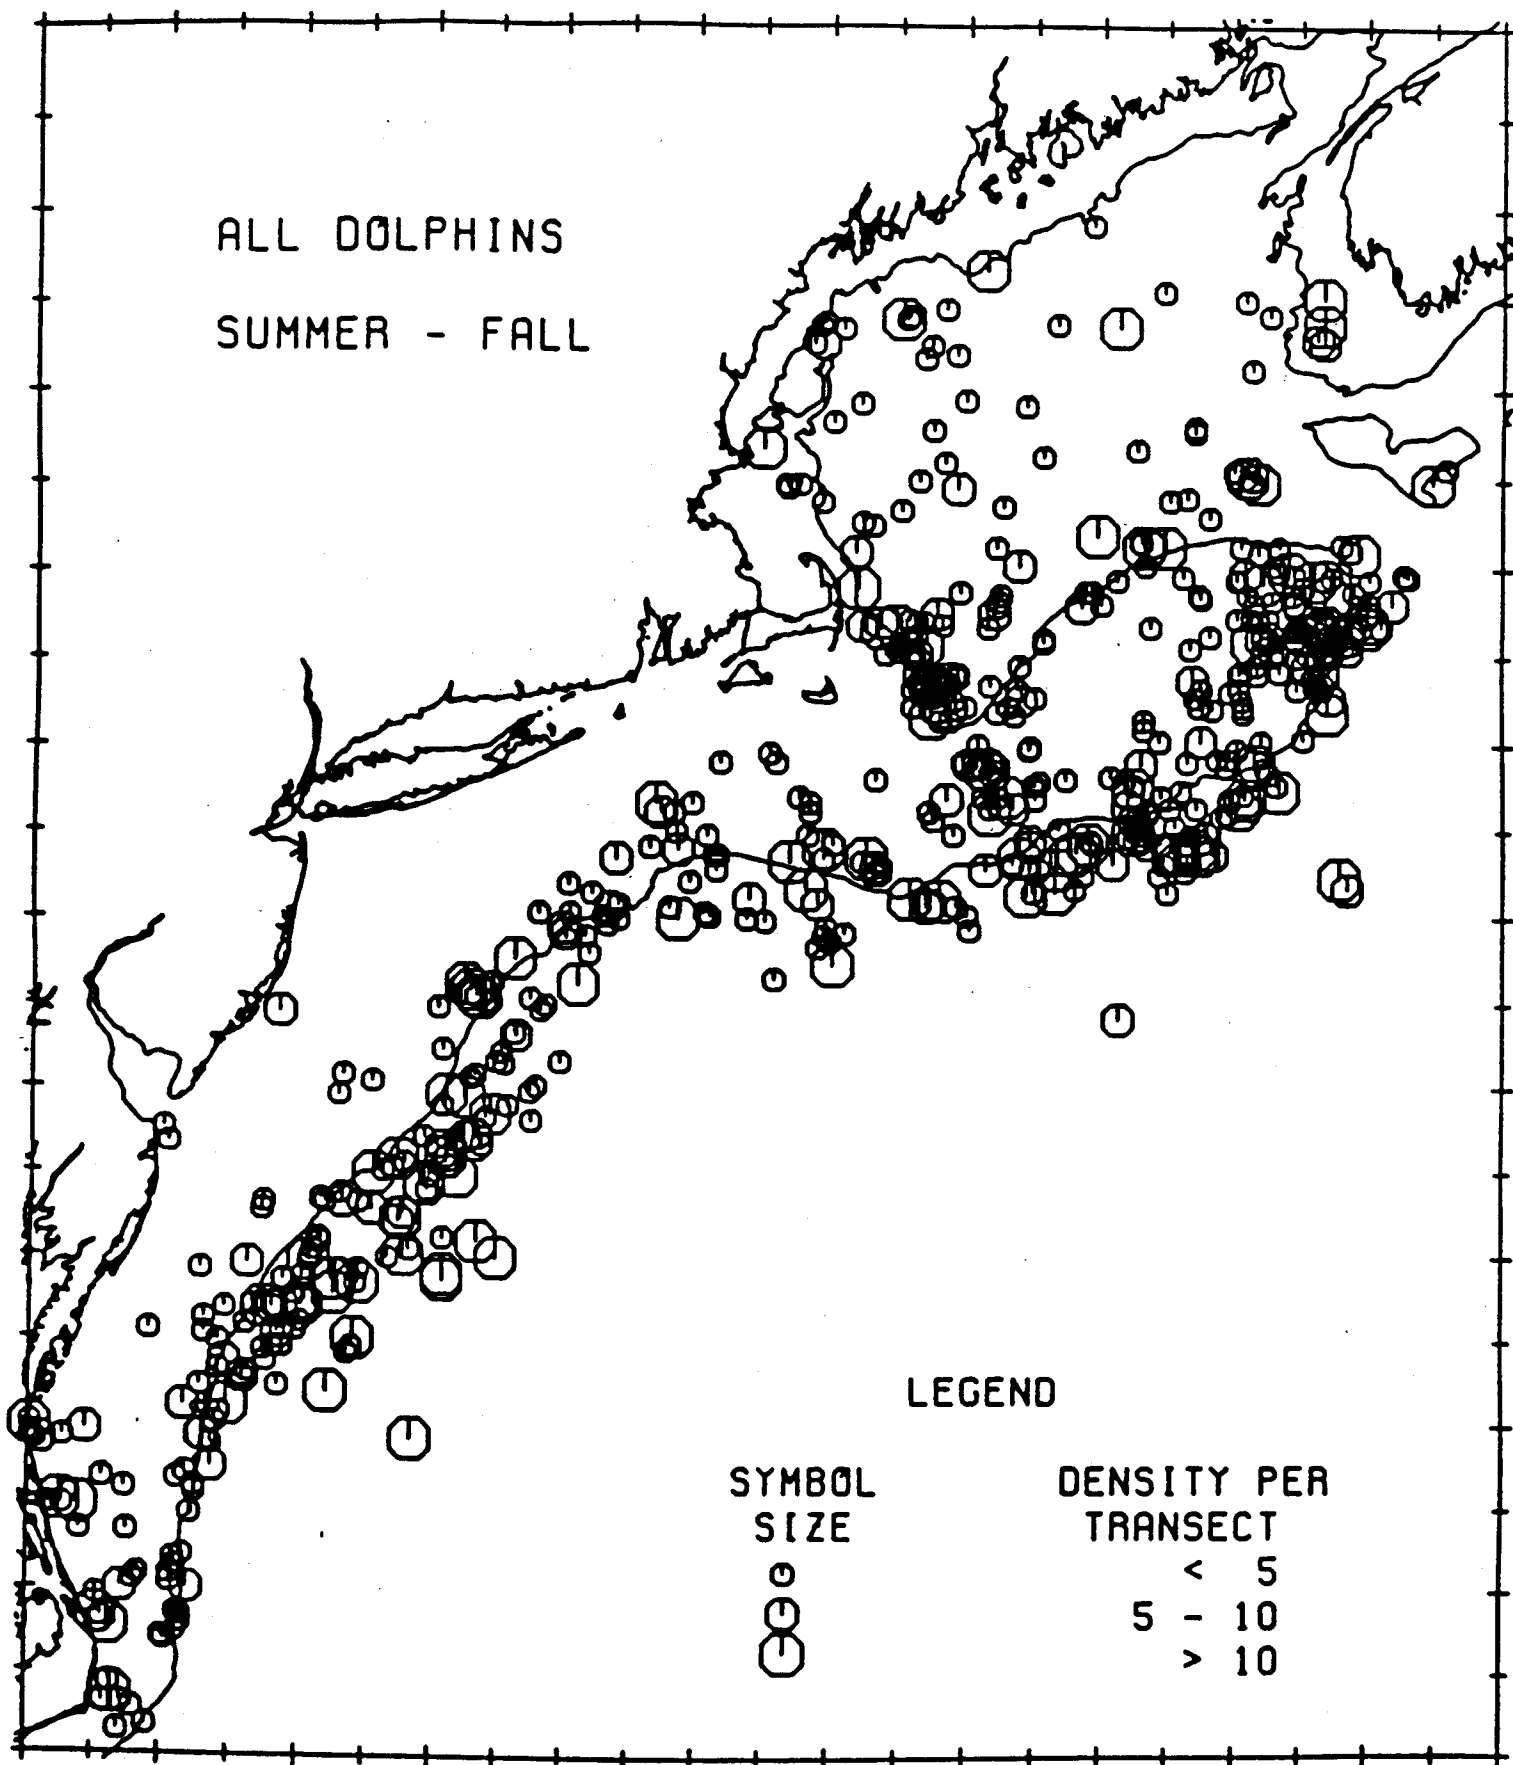 ALL DOLPHINS
SUMMER - FALL
LEGEND
SYMBOL SIZE
DENSITY PER TRANSECT
< 5
5 - 10
> 10